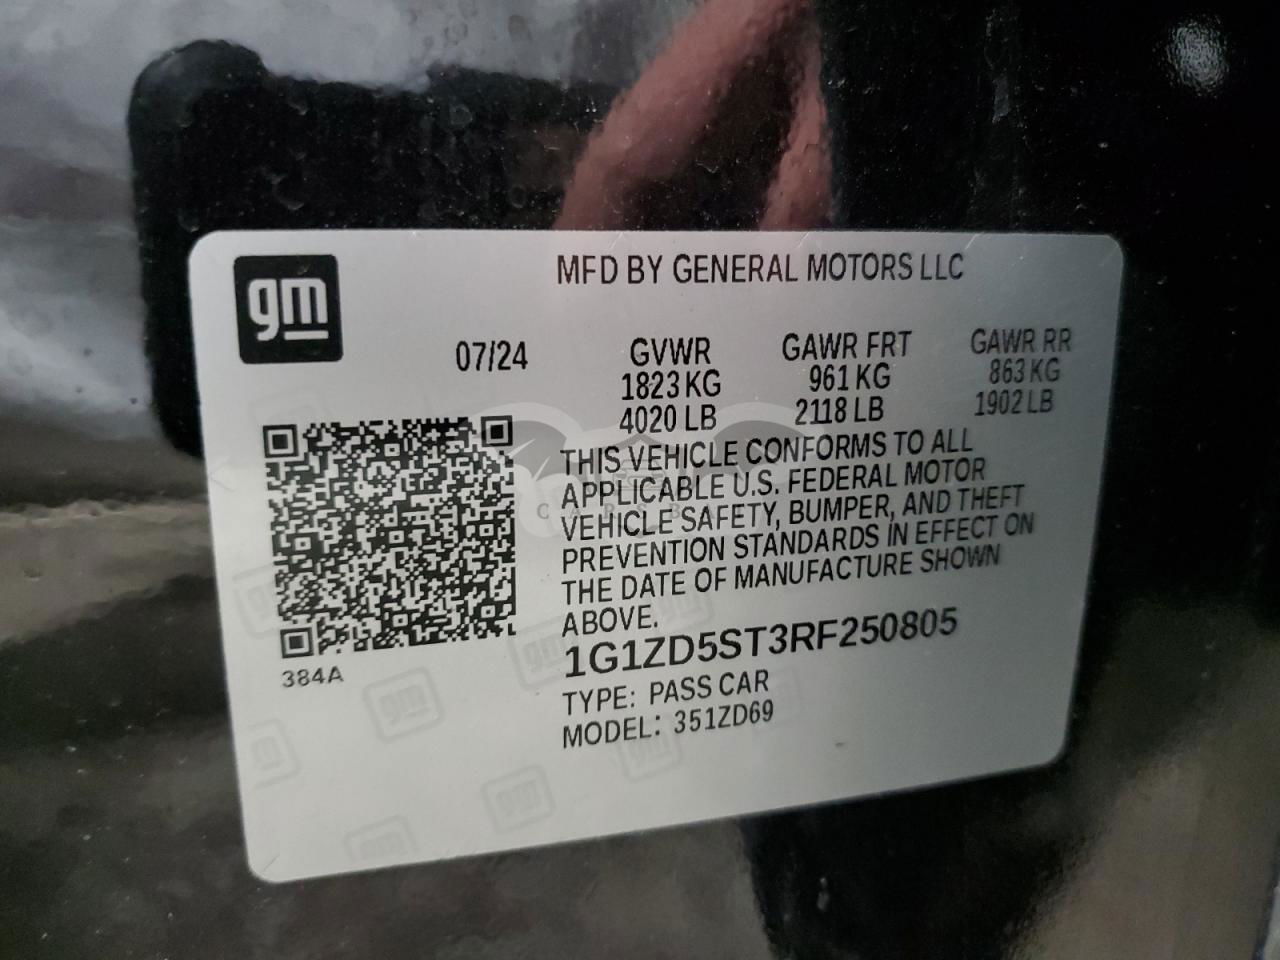 gm
MFD BY GENERAL MOTORS LLC
07/24
GVWR GAWR FRT GAWR RR
1823 KG 961 KG 863 KG
4020 LB 2118 LB 1902 LB
THIS VEHICLE CONFORMS TO ALL
APPLICABLE U.S. FEDERAL MOTOR
VEHICLE SAFETY, BUMPER, AND THEFT
PREVENTION STANDARDS IN EFFECT ON
THE DATE OF MANUFACTURE SHOWN
ABOVE.
1G1ZD5ST3RF250805
TYPE: PASS CAR
MODEL: 351ZD69
384A
gm
gm